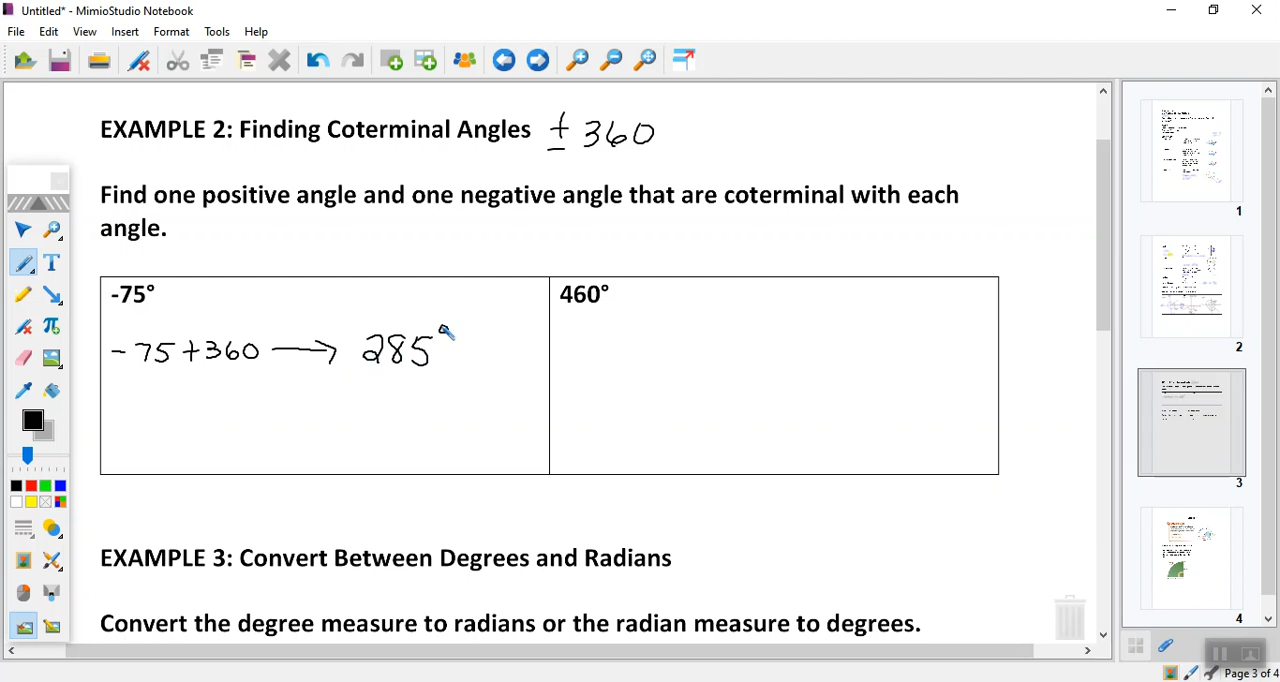 Untitled* - MimioStudio Notebook
File Edit View Insert Format Tools Help
EXAMPLE 2: Finding Coterminal Angles ± 360
Find one positive angle and one negative angle that are coterminal with each
angle.
-75° 460°
-75+360 → 285°
EXAMPLE 3: Convert Between Degrees and Radians
Convert the degree measure to radians or the radian measure to degrees.
1
2
3
4
Page 3 of 4